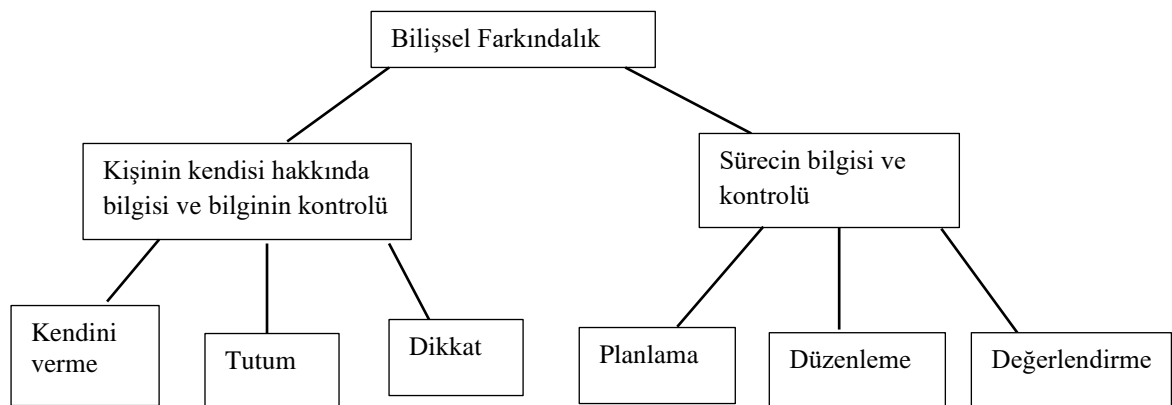 Bilişsel Farkındalık
Kişinin kendisi hakkında
bilgisi ve bilginin kontrolü
Sürecin bilgisi ve
kontrolü
Kendini
verme
Tutum
Dikkat
Planlama
Düzenleme
Değerlendirme